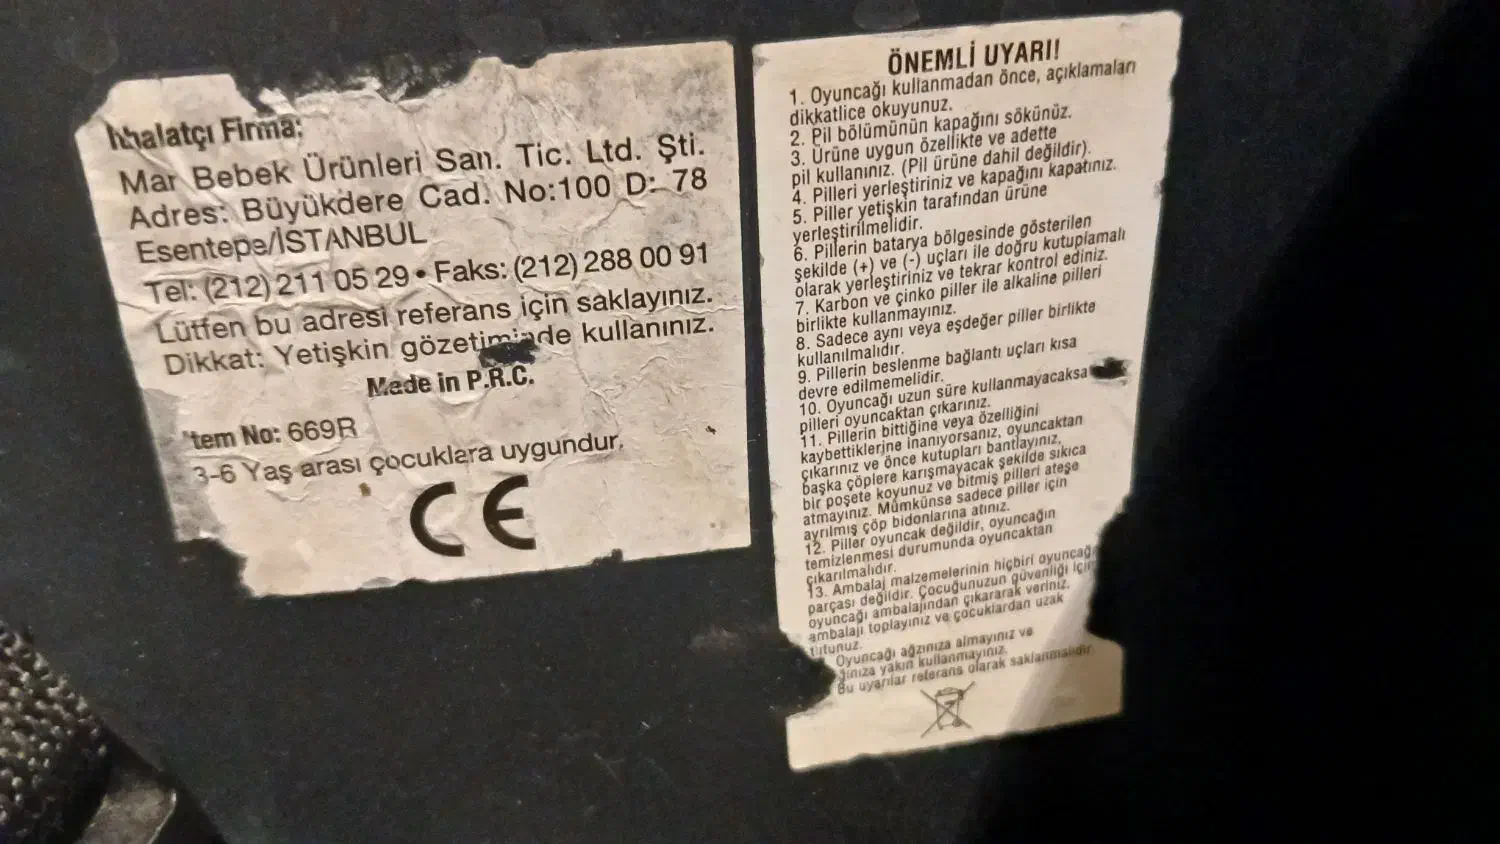 İthalatçı Firma:
Mar Bebek Ürünleri San. Tic. Ltd. Şti.
Adres: Büyükdere Cad. No:100 D: 78
Esentepe/İSTANBUL
Tel: (212) 211 05 29 • Faks: (212) 288 00 91
Lütfen bu adresi referans için saklayınız.
Dikkat: Yetişkin gözetiminde kullanınız.
Made in P.R.C.
Item No: 669R
3-6 Yaş arası çocuklara uygundur.
CE
ÖNEMLİ UYARI!
1. Oyuncağı kullanmadan önce, açıklamaları
dikkatlice okuyunuz.
2. Pil bölümünün kapağını sökünüz.
3. Ürüne uygun özellikte ve adette
pil kullanınız. (Pil ürüne dahil değildir).
4. Pilleri yerleştiriniz ve kapağını kapatınız.
5. Piller yetişkin tarafından ürüne
yerleştirilmelidir.
6. Pillerin batarya bölgesinde gösterilen
şekilde (+) ve (-) uçları ile doğru kutuplamalı
olarak yerleştiriniz ve tekrar kontrol ediniz.
7. Karbon ve çinko piller ile alkaline pilleri
birlikte kullanmayınız.
8. Sadece aynı veya eşdeğer piller birlikte
kullanılmalıdır.
9. Pillerin beslenme bağlantı uçları kısa
devre edilmemelidir.
10. Oyuncağı uzun süre kullanmayacaksa
pilleri oyuncaktan çıkarınız.
11. Pillerin bittiğine veya özelliğini
kaybettiklerine inanıyorsanız, oyuncaktan
çıkarınız ve önce kutupları bantlayınız,
başka çöplere karışmayacak şekilde sıkıca
bir poşete koyunuz ve bitmiş pilleri ateşe
atmayınız. Mümkünse sadece piller için
ayrılmış çöp bidonlarına atınız.
12. Piller oyuncak değildir, oyuncağın
temizlenmesi durumunda oyuncaktan
çıkarılmalıdır.
13. Ambalaj malzemelerinin hiçbiri oyuncağı
parçası değildir. Çocuğunuzun güvenliği için
oyuncağı ambalajından çıkararak veriniz.
ambalajı toplayınız ve çocuklardan uzak
tutunuz.
Oyuncağı ağzınıza almayınız ve
ğınıza yakın kullanmayınız.
Bu uyarılar referans olarak saklanmalıdır.